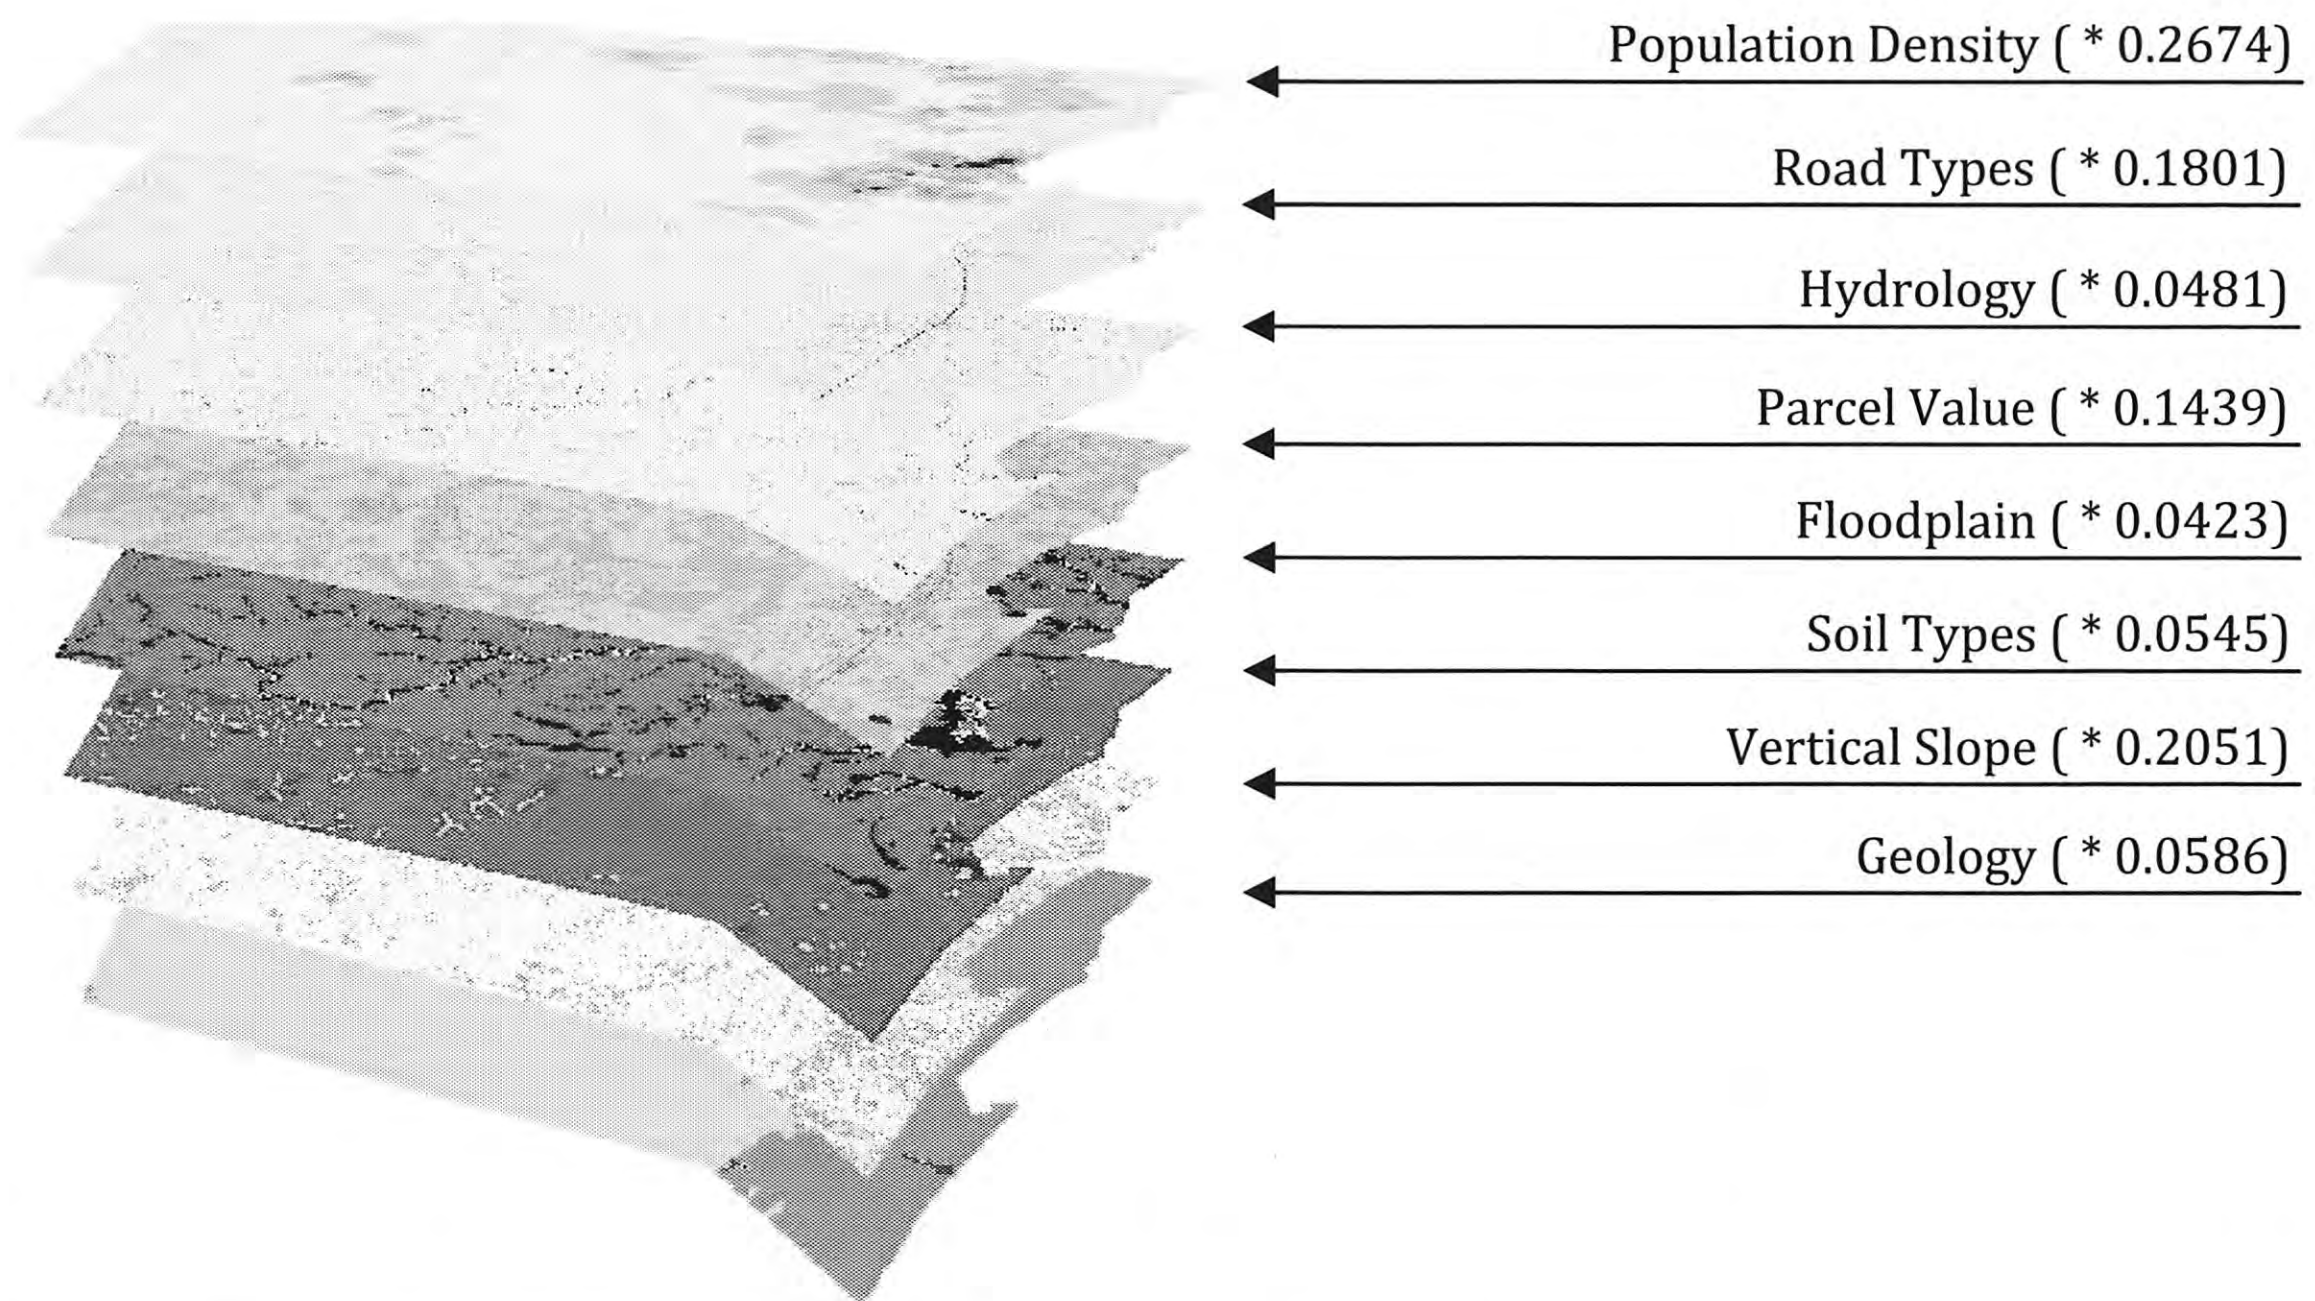 Population Density ( * 0.2674)
Road Types ( * 0.1801)
Hydrology ( * 0.0481)
Parcel Value ( * 0.1439)
Floodplain ( * 0.0423)
Soil Types ( * 0.0545)
Vertical Slope ( * 0.2051)
Geology ( * 0.0586)